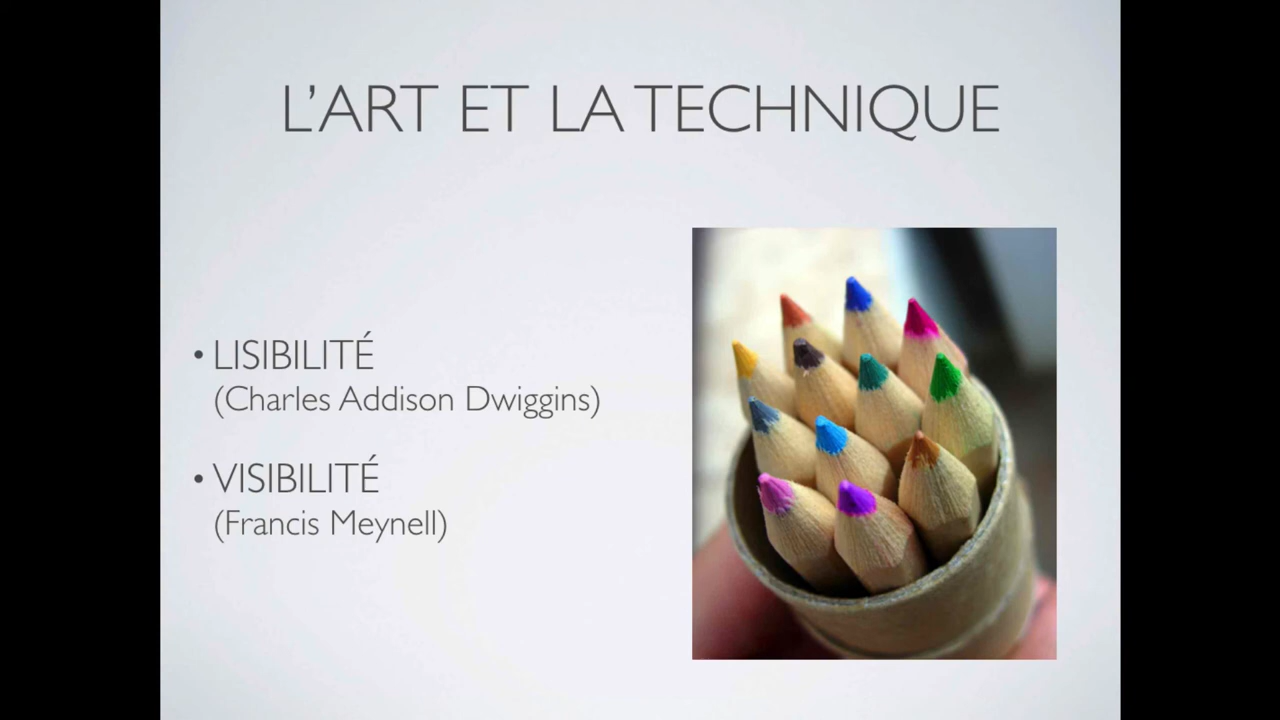 L’ART ET LA TECHNIQUE
• LISIBILITÉ
(Charles Addison Dwiggins)
• VISIBILITÉ
(Francis Meynell)